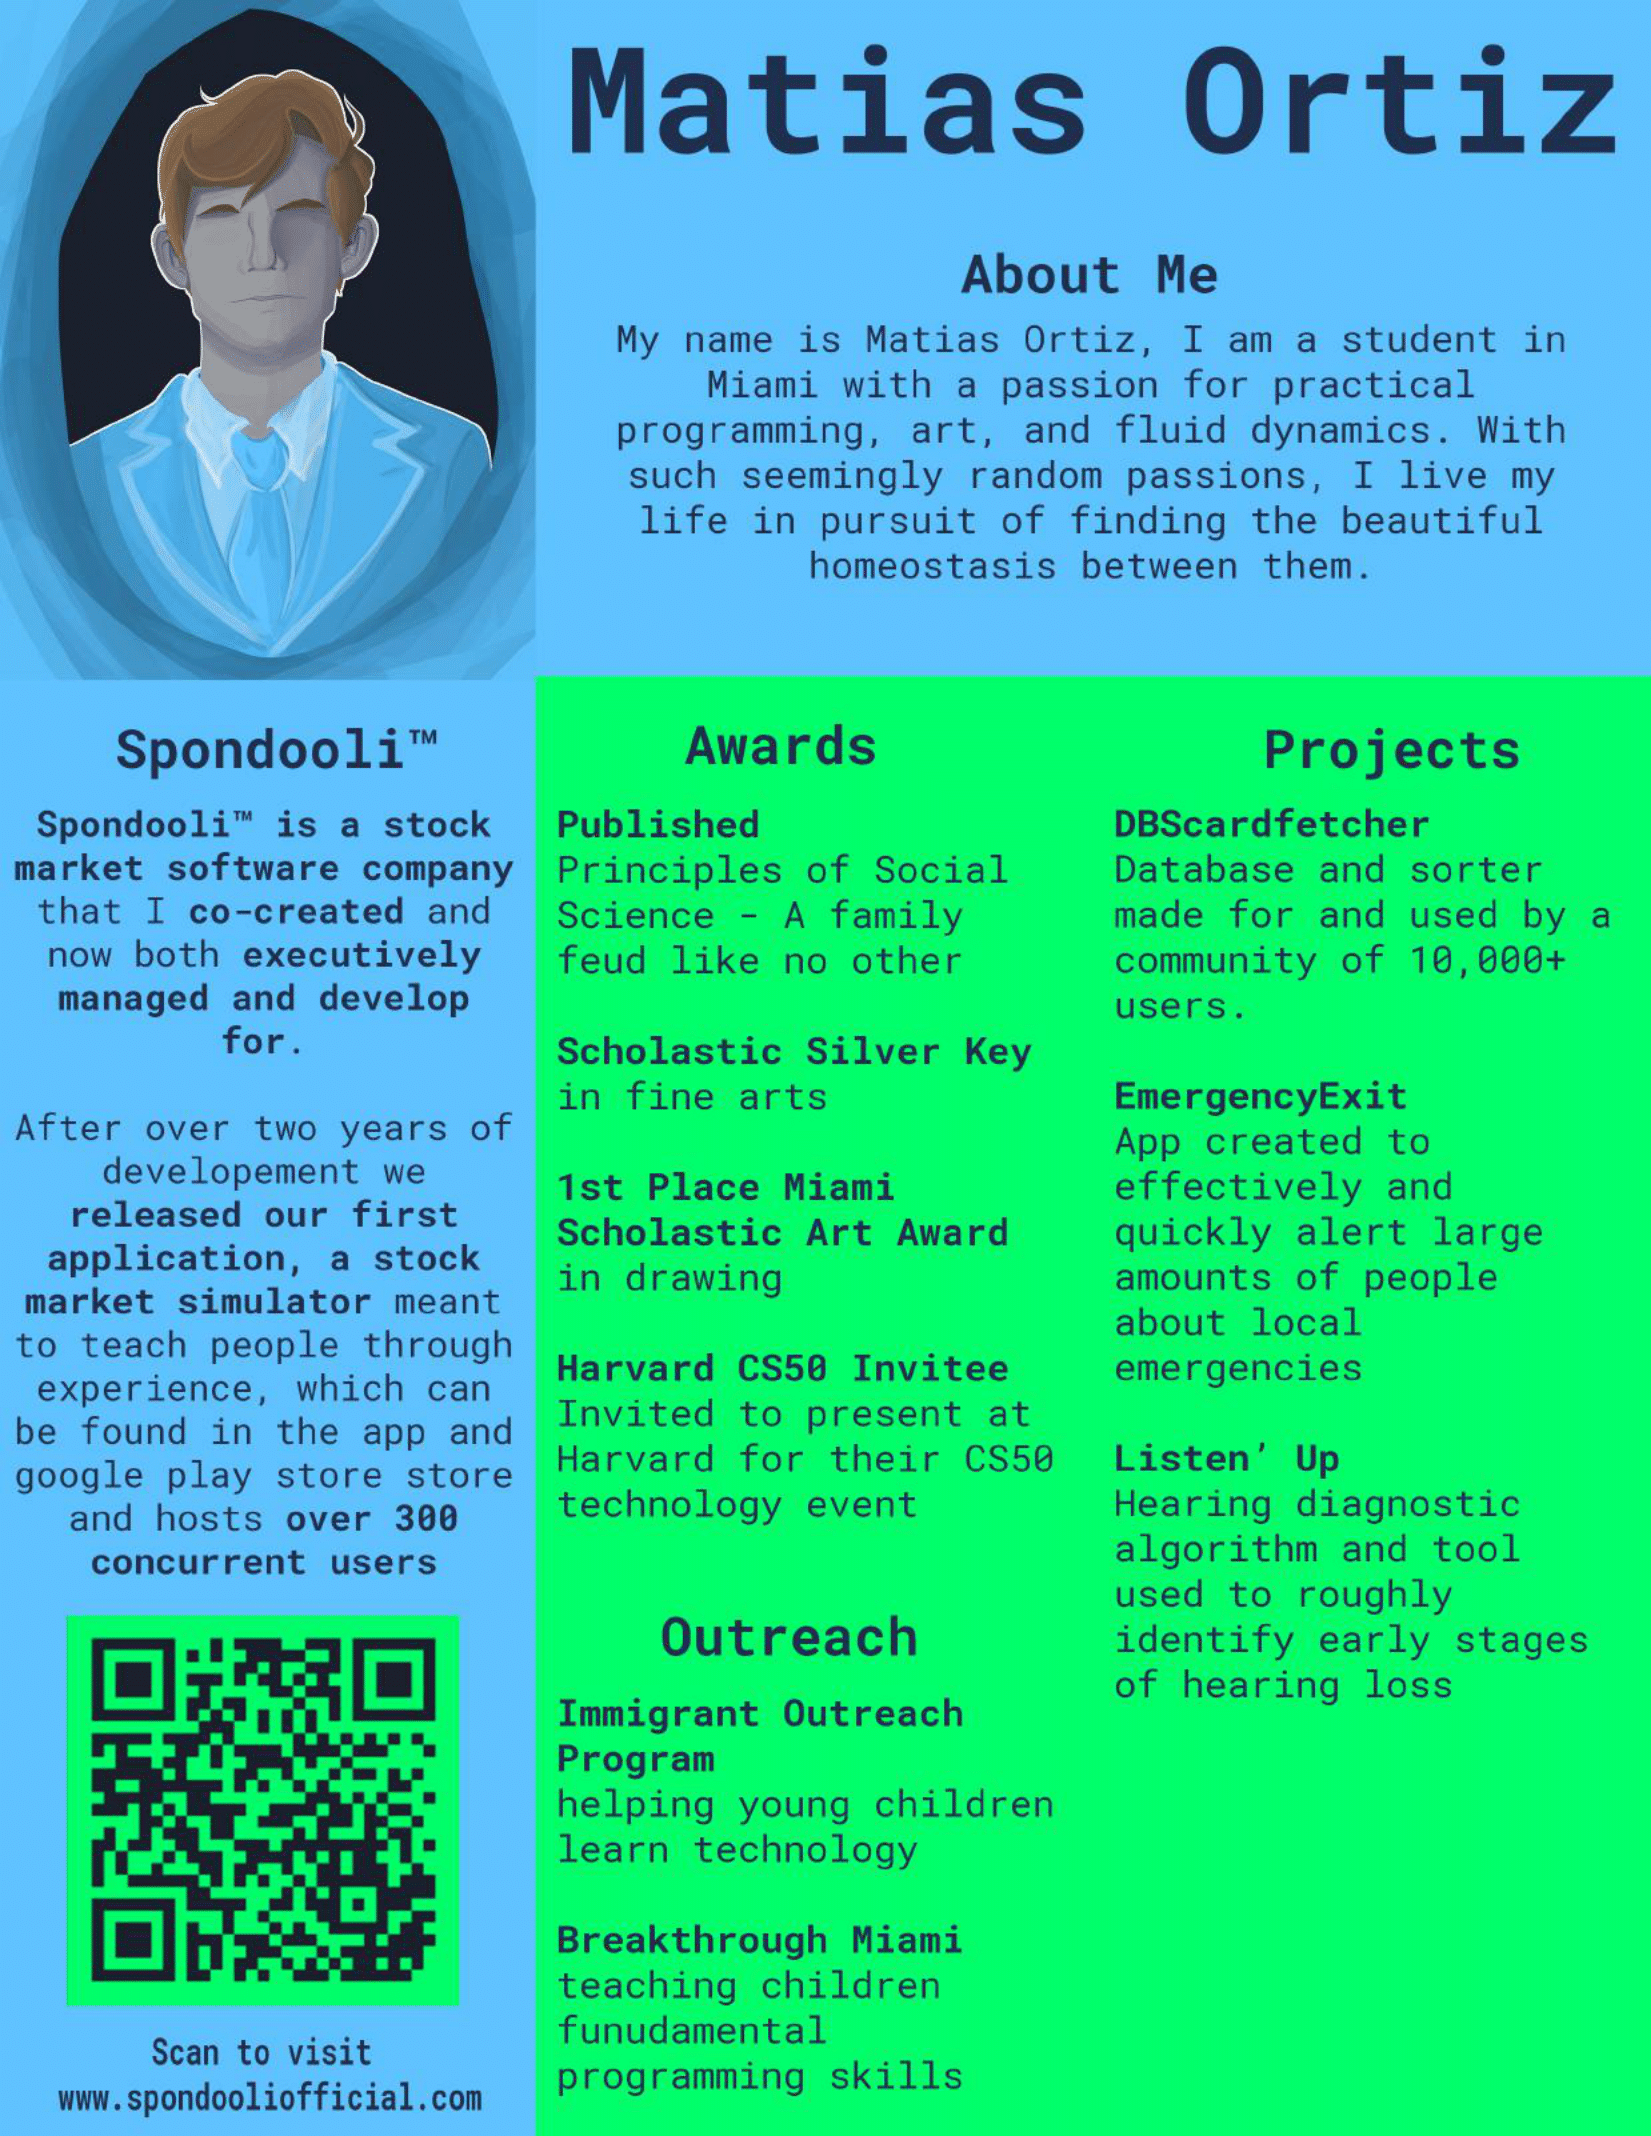 Matias Ortiz
About Me
My name is Matias Ortiz, I am a student in
Miami with a passion for practical
programming, art, and fluid dynamics. With
such seemingly random passions, I live my
life in pursuit of finding the beautiful
homeostasis between them.
Spondooli™
Spondooli™ is a stock
market software company
that I co-created and
now both executively
managed and develop
for.
After over two years of
developement we
released our first
application, a stock
market simulator meant
to teach people through
experience, which can
be found in the app and
google play store store
and hosts over 300
concurrent users
Scan to visit
www.spondooliofficial.com
Awards
Published
Principles of Social
Science - A family
feud like no other
Scholastic Silver Key
in fine arts
1st Place Miami
Scholastic Art Award
in drawing
Harvard CS50 Invitee
Invited to present at
Harvard for their CS50
technology event
Outreach
Immigrant Outreach
Program
helping young children
learn technology
Breakthrough Miami
teaching children
funudamental
programming skills
Projects
DBScardfetcher
Database and sorter
made for and used by a
community of 10,000+
users.
EmergencyExit
App created to
effectively and
quickly alert large
amounts of people
about local
emergencies
Listen’ Up
Hearing diagnostic
algorithm and tool
used to roughly
identify early stages
of hearing loss